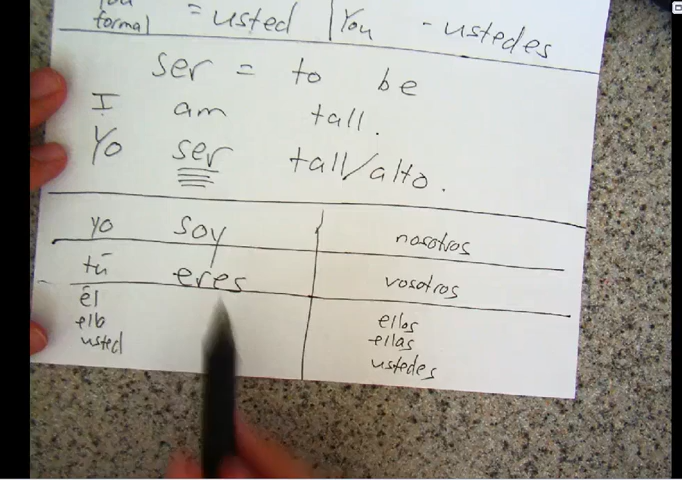 You = usted | You - ustedes
formal
ser = to be
I am tall.
Yo ser tall/alto.
yo soy nosotros
tú eres vosotros
él ellos
ella ellas
usted ustedes